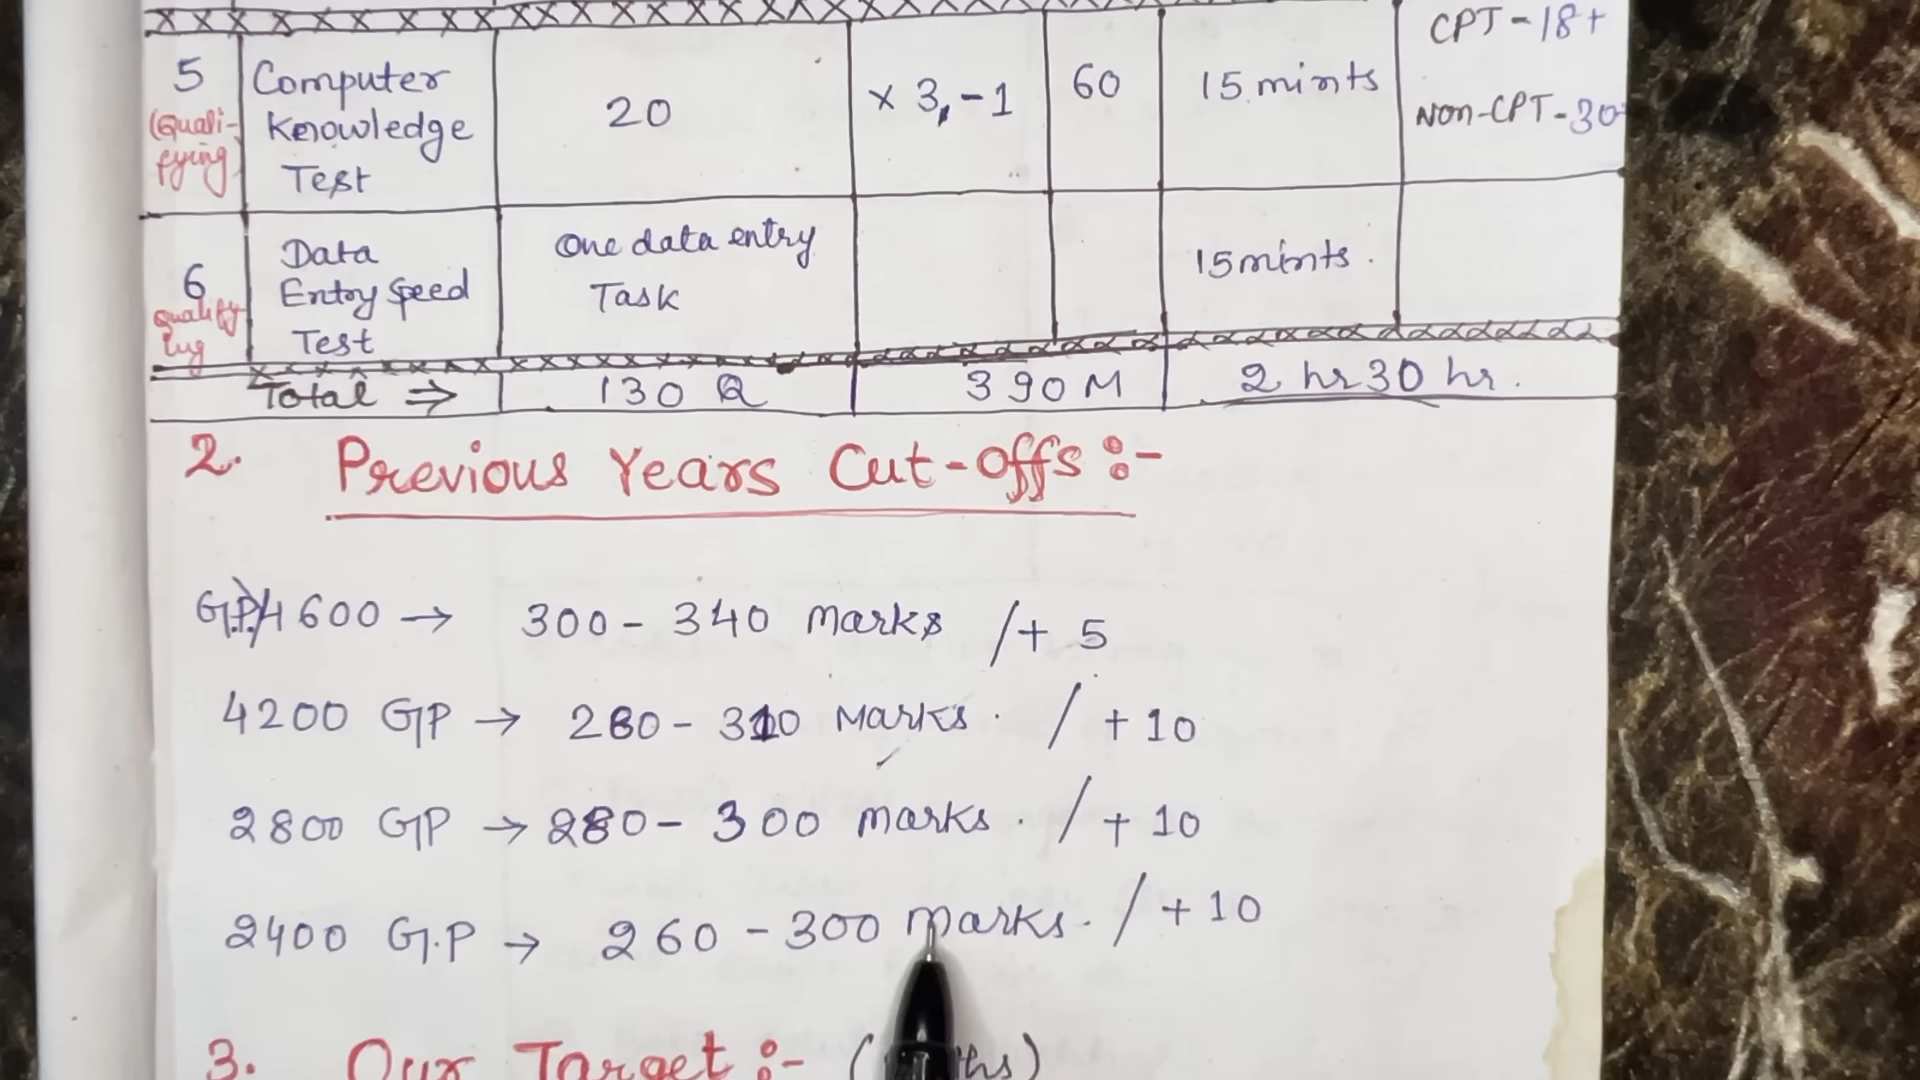 5 (Quali-fying) Computer Knowledge Test 20 × 3, -1 60 15 mints CPT - 18+ NON-CPT - 30
6 Data Entry Speed Test One data entry Task 15 mints.
Total ⇒ 130 Q 390 M 2 hr 30 hr.
2. Previous Years Cut-offs :-
G.P. 4600 → 300 - 340 Marks /+ 5
4200 GP → 280 - 310 Marks. / + 10
2800 GP → 280 - 300 marks. / + 10
2400 G.P → 260 - 300 Marks. / + 10
3. Our Target :-